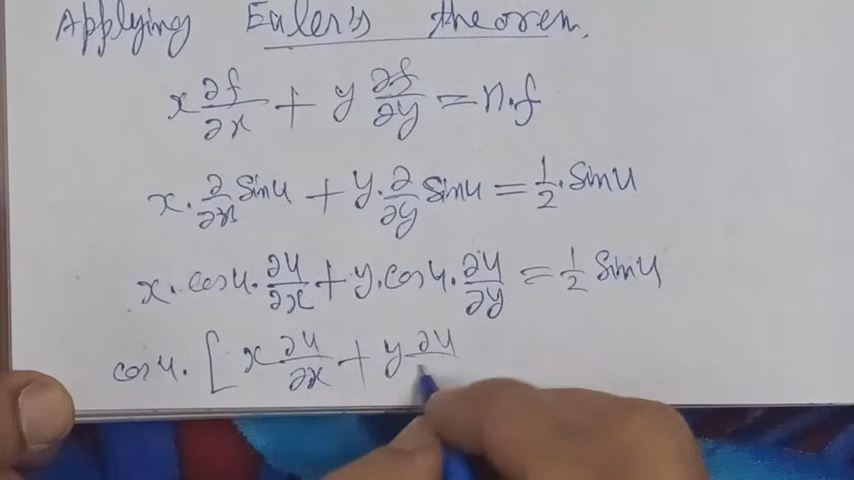 Applying Euler's theorem.
x ∂f/∂x + y ∂f/∂y = n.f
x. ∂/∂x sinu + y. ∂/∂y sinu = 1/2. sinu
x. cosu. ∂u/∂x + y. cosu. ∂u/∂y = 1/2 sinu
cosu. [ x ∂u/∂x + y ∂u